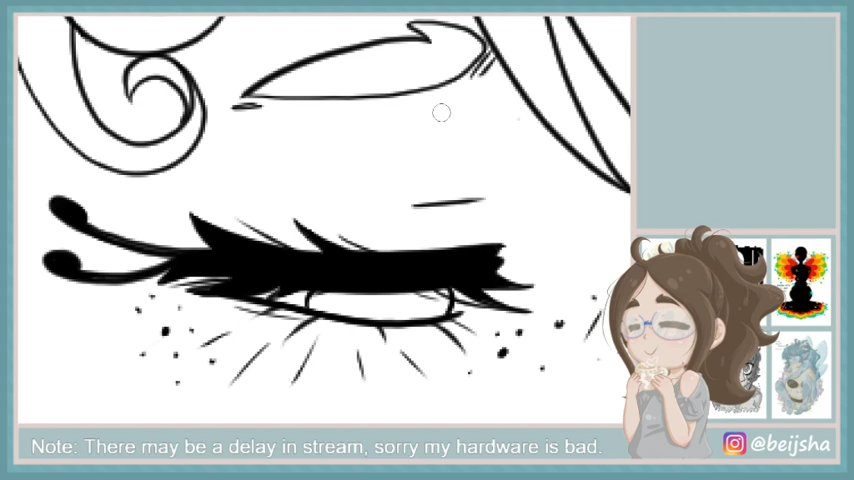 Note: There may be a delay in stream, sorry my hardware is bad.
@beijsha